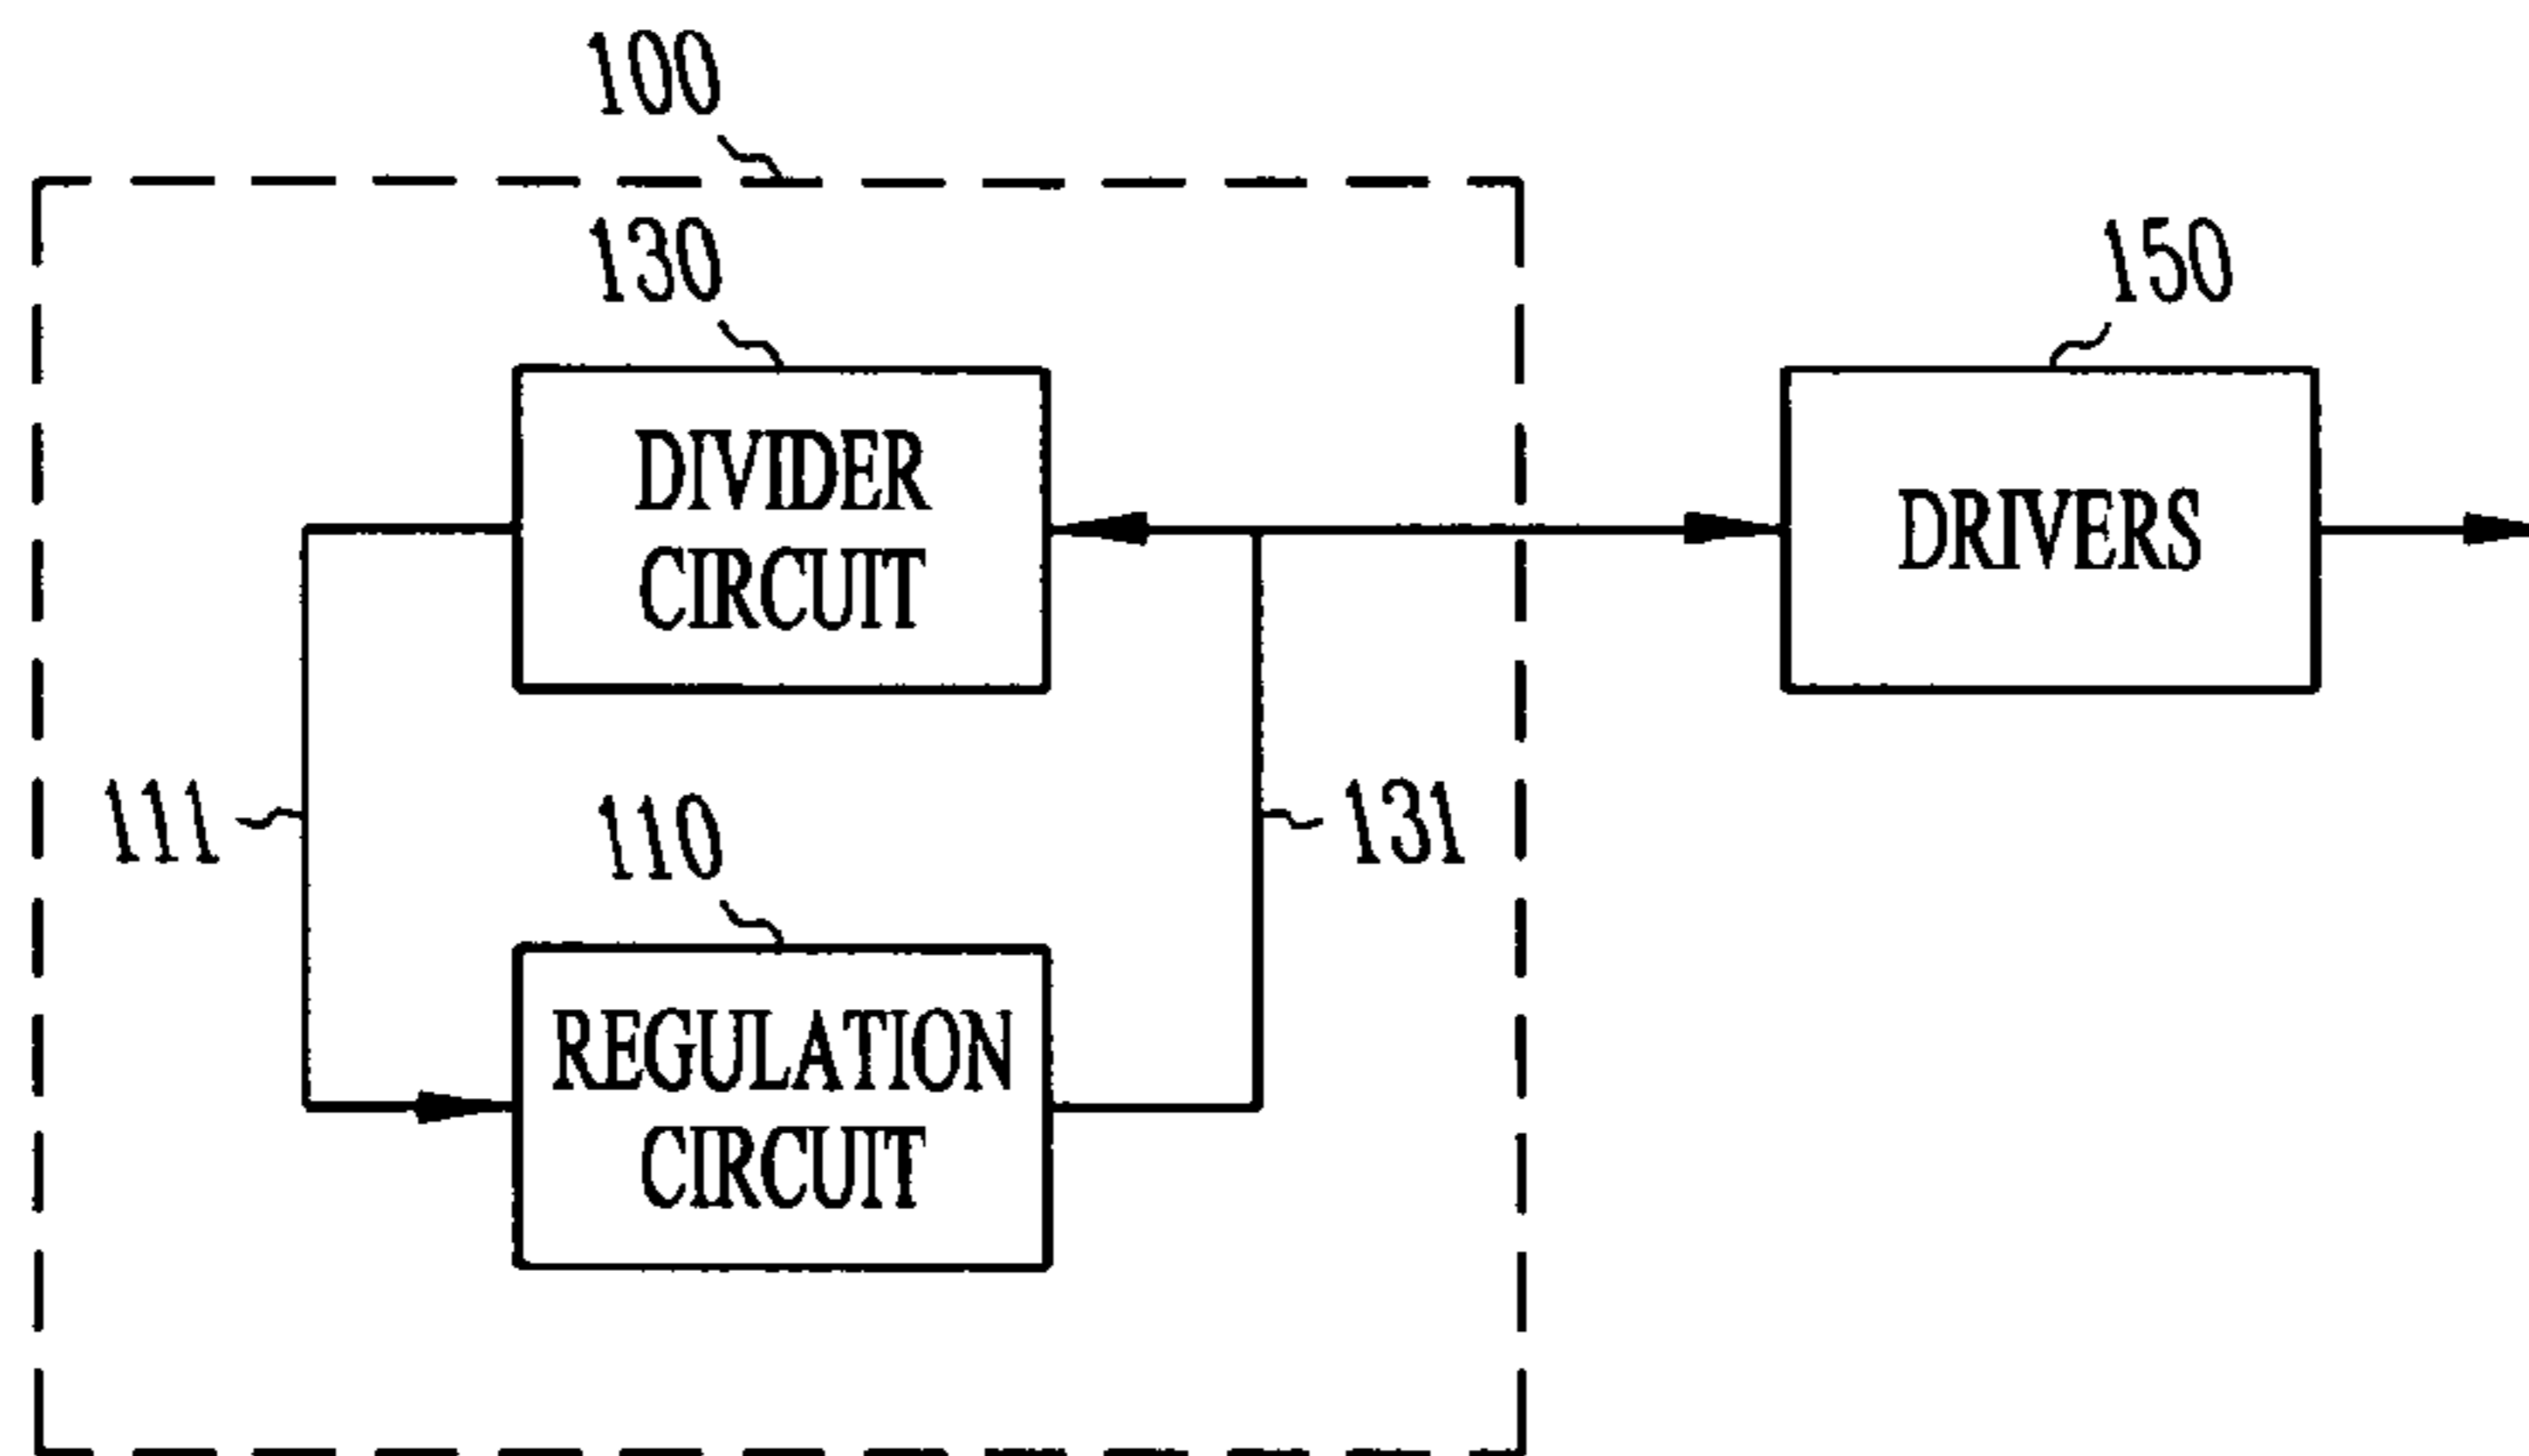 100
130
150
DIVIDER
CIRCUIT
DRIVERS
111
110
131
REGULATION
CIRCUIT